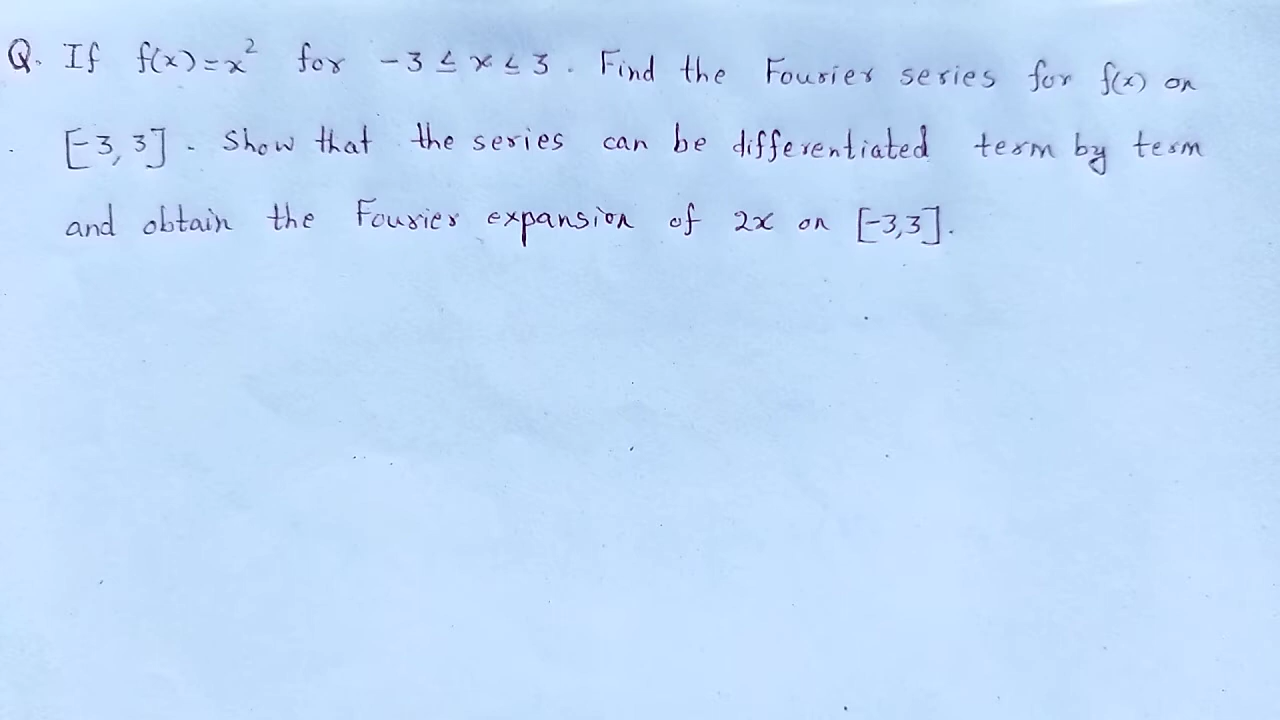 Q. If f(x)=x² for -3 ≤ x ≤ 3. Find the Fourier series for f(x) on
[-3, 3]. Show that the series can be differentiated term by term
and obtain the Fourier expansion of 2x on [-3,3].